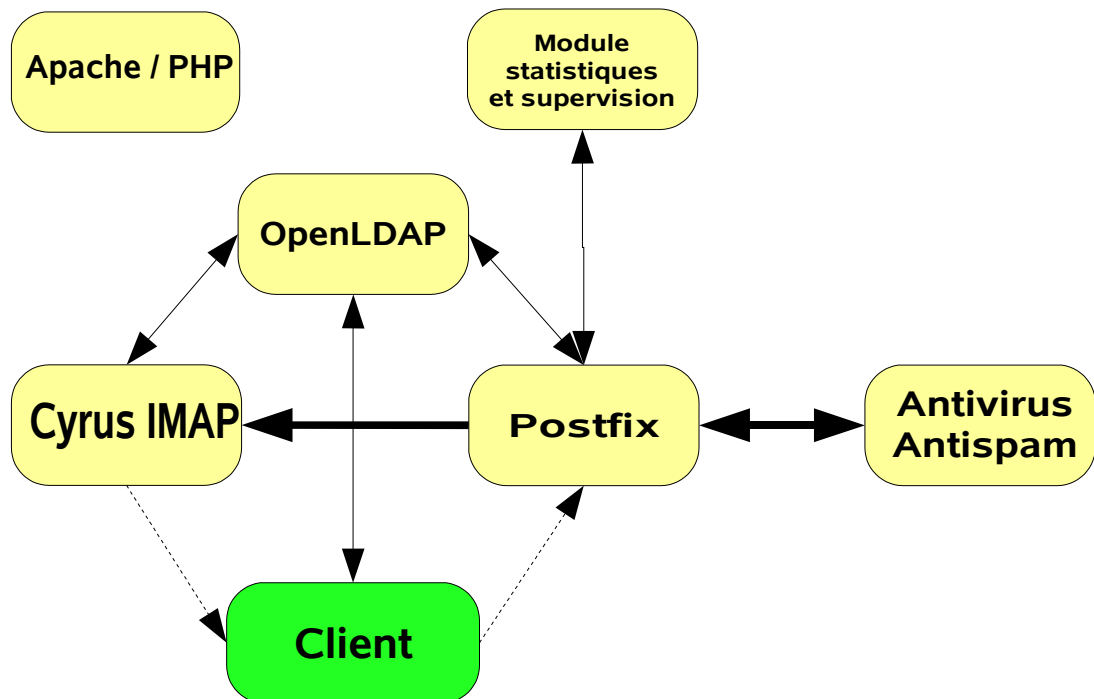 Apache / PHP
Module
statistiques
et supervision
OpenLDAP
Cyrus IMAP
Postfix
Antivirus
Antispam
Client